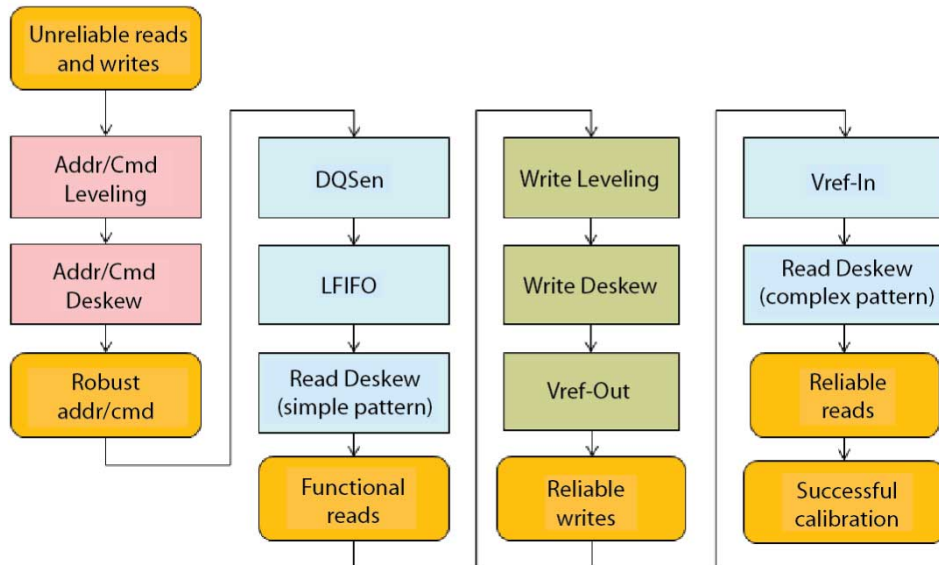 Unreliable reads
and writes
Addr/Cmd
Leveling
Addr/Cmd
Deskew
Robust
addr/cmd
DQSen
LFIFO
Read Deskew
(simple pattern)
Functional
reads
Write Leveling
Write Deskew
Vref-Out
Reliable
writes
Vref-In
Read Deskew
(complex pattern)
Reliable
reads
Successful
calibration